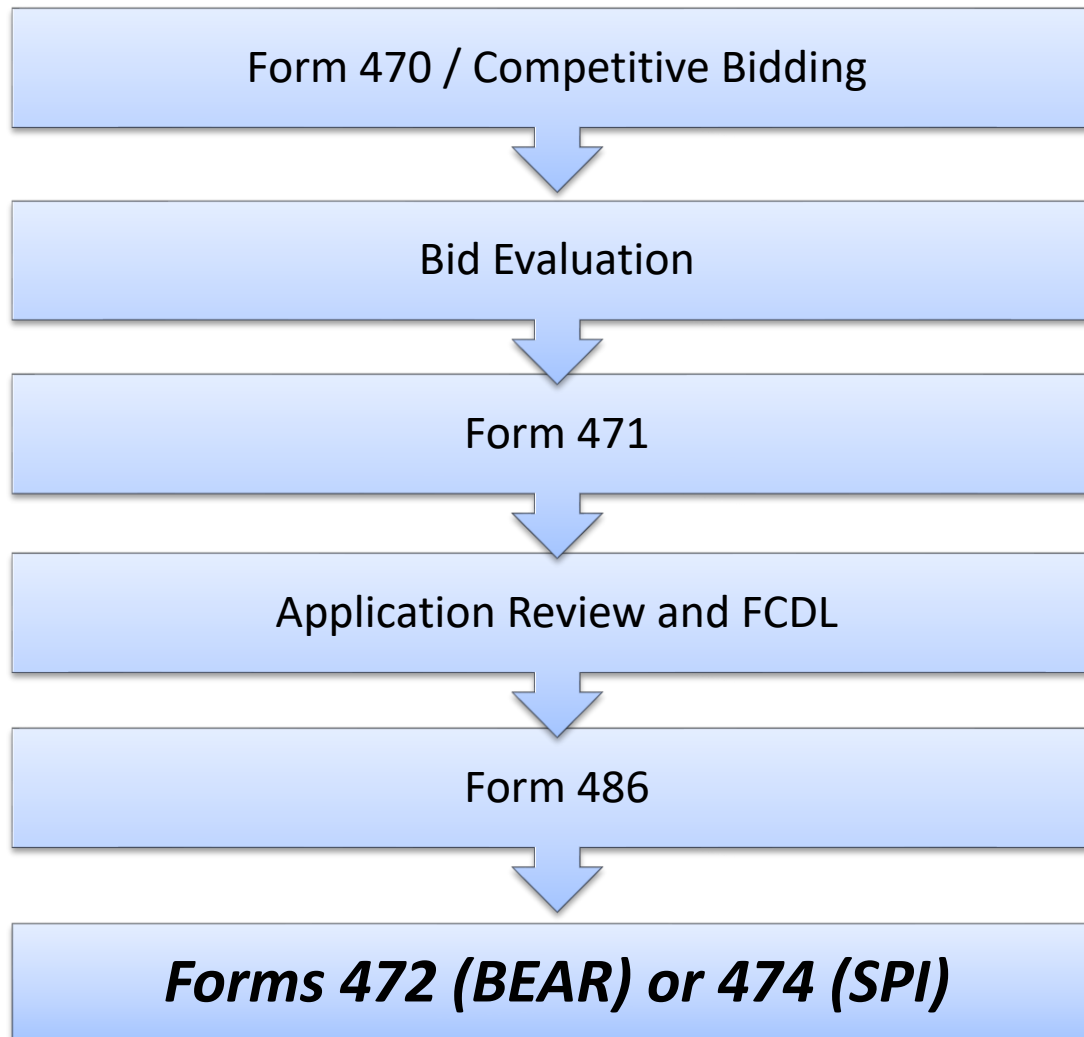 Form 470 / Competitive Bidding
Bid Evaluation
Form 471
Application Review and FCDL
Form 486
Forms 472 (BEAR) or 474 (SPI)